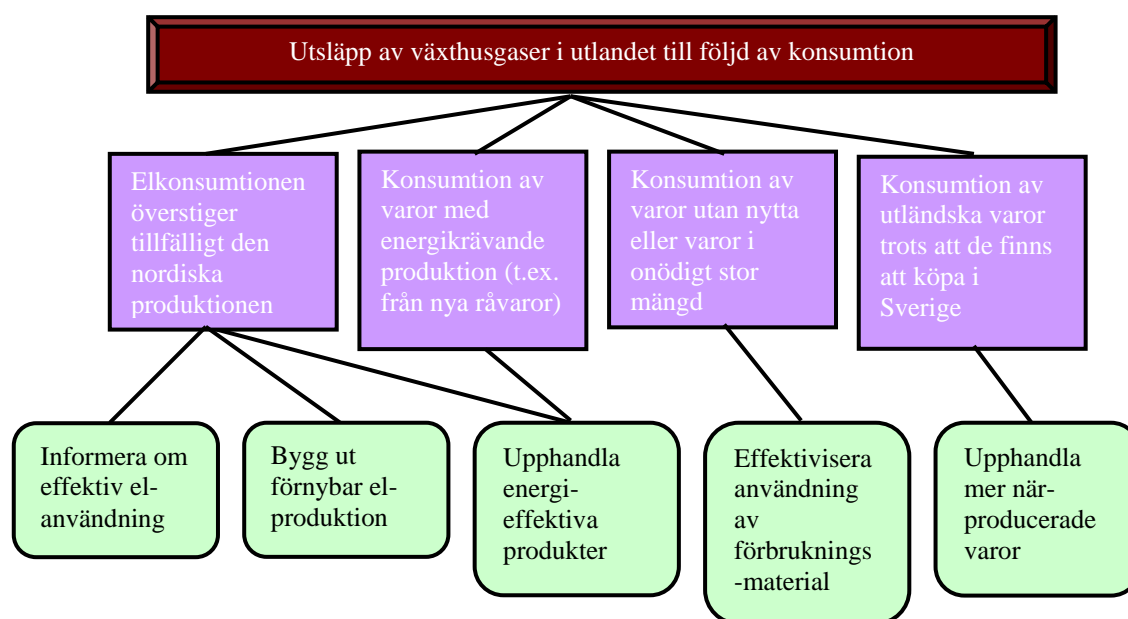 Utsläpp av växthusgaser i utlandet till följd av konsumtion
Elkonsumtionen
överstiger
tillfälligt den
nordiska
produktionen
Konsumtion av
varor med
energikrävande
produktion (t.ex.
från nya råvaror)
Konsumtion av
varor utan nytta
eller varor i
onödigt stor
mängd
Konsumtion av
utländska varor
trots att de finns
att köpa i
Sverige
Informera om
effektiv el-
användning
Bygg ut
förnybar el-
produktion
Upphandla
energi-
effektiva
produkter
Effektivisera
användning
av
förbruknings
-material
Upphandla
mer när-
producerade
varor